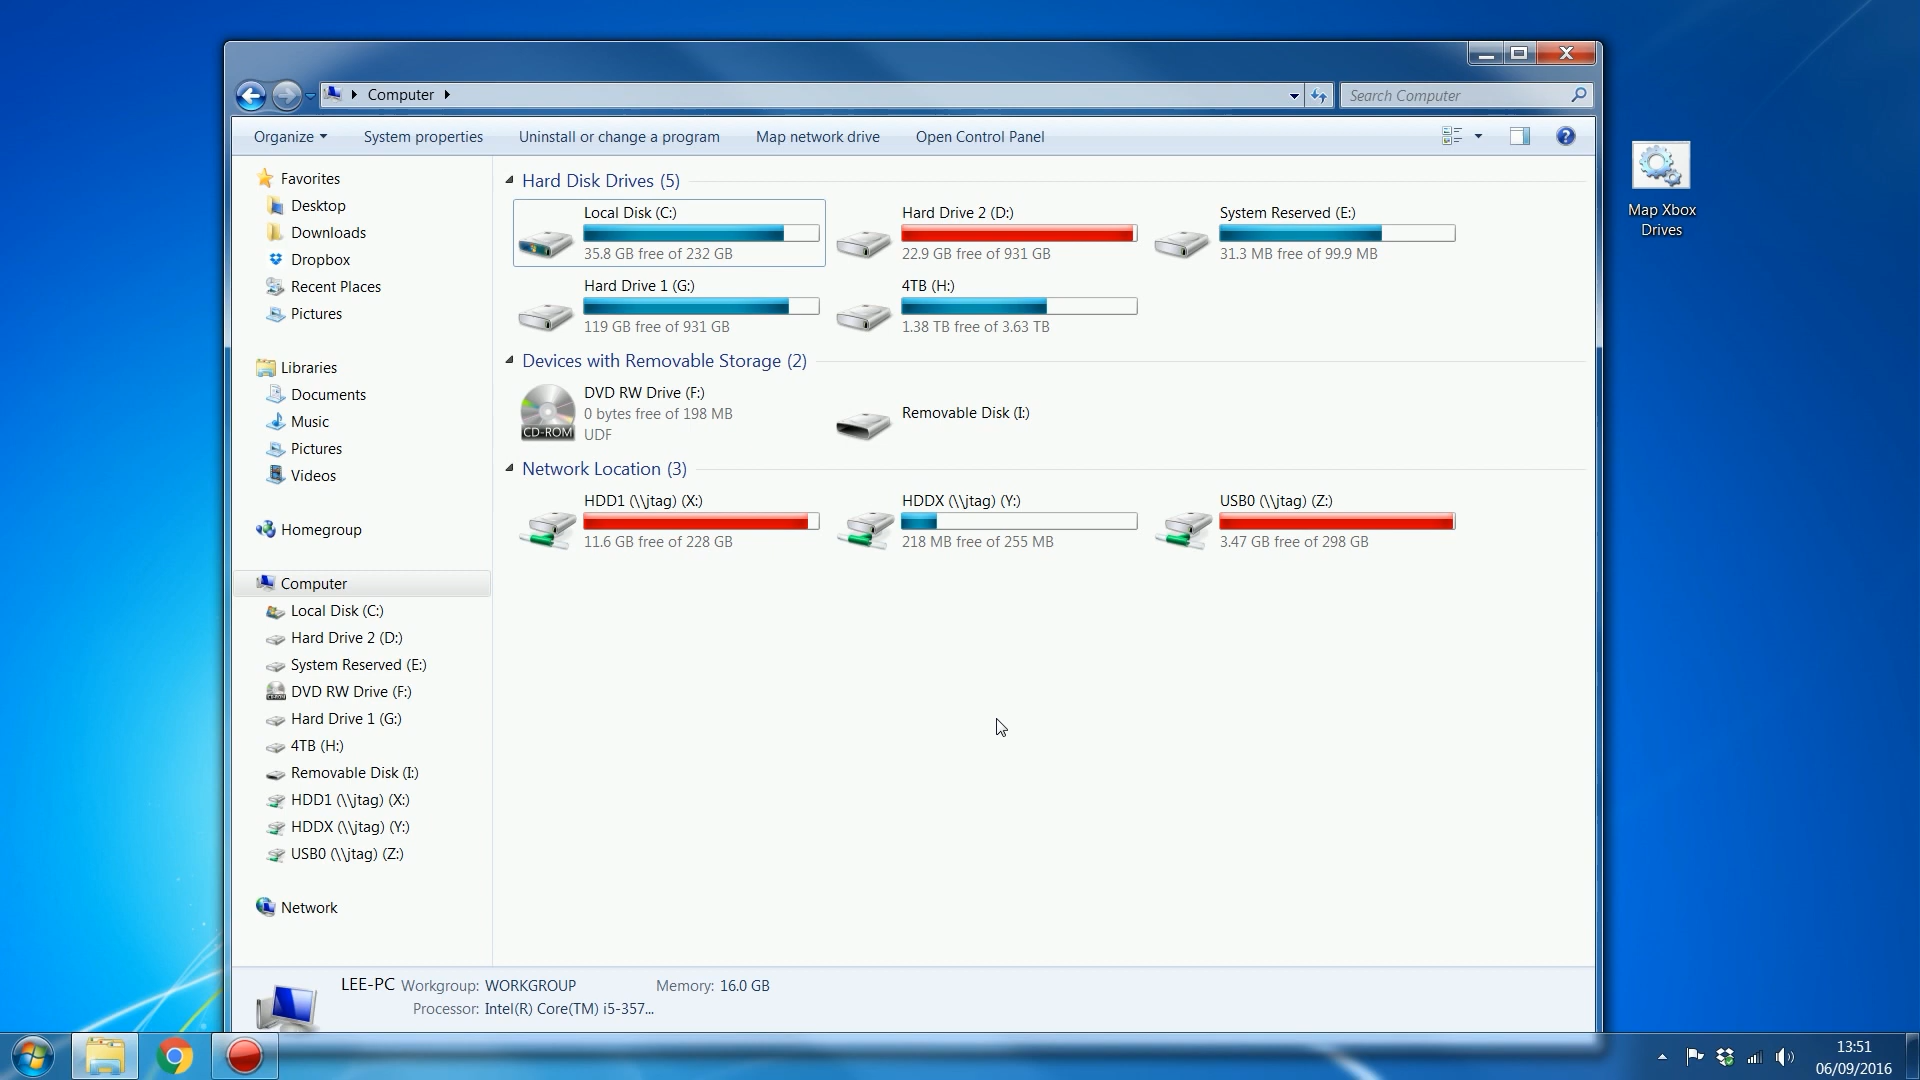 Computer
Search Computer
Organize
System properties
Uninstall or change a program
Map network drive
Open Control Panel
Favorites
Desktop
Downloads
Dropbox
Recent Places
Pictures
Libraries
Documents
Music
Pictures
Videos
Homegroup
Computer
Local Disk (C:)
Hard Drive 2 (D:)
System Reserved (E:)
DVD RW Drive (F:)
Hard Drive 1 (G:)
4TB (H:)
Removable Disk (I:)
HDD1 (\\jtag) (X:)
HDDX (\\jtag) (Y:)
USB0 (\\jtag) (Z:)
Network
Hard Disk Drives (5)
Local Disk (C:)
35.8 GB free of 232 GB
Hard Drive 2 (D:)
22.9 GB free of 931 GB
System Reserved (E:)
31.3 MB free of 99.9 MB
Hard Drive 1 (G:)
119 GB free of 931 GB
4TB (H:)
1.38 TB free of 3.63 TB
Devices with Removable Storage (2)
DVD RW Drive (F:)
0 bytes free of 198 MB
UDF
CD-ROM
Removable Disk (I:)
Network Location (3)
HDD1 (\\jtag) (X:)
11.6 GB free of 228 GB
HDDX (\\jtag) (Y:)
218 MB free of 255 MB
USB0 (\\jtag) (Z:)
3.47 GB free of 298 GB
LEE-PC Workgroup: WORKGROUP Memory: 16.0 GB
Processor: Intel(R) Core(TM) i5-357...
Map Xbox
Drives
13:51
06/09/2016